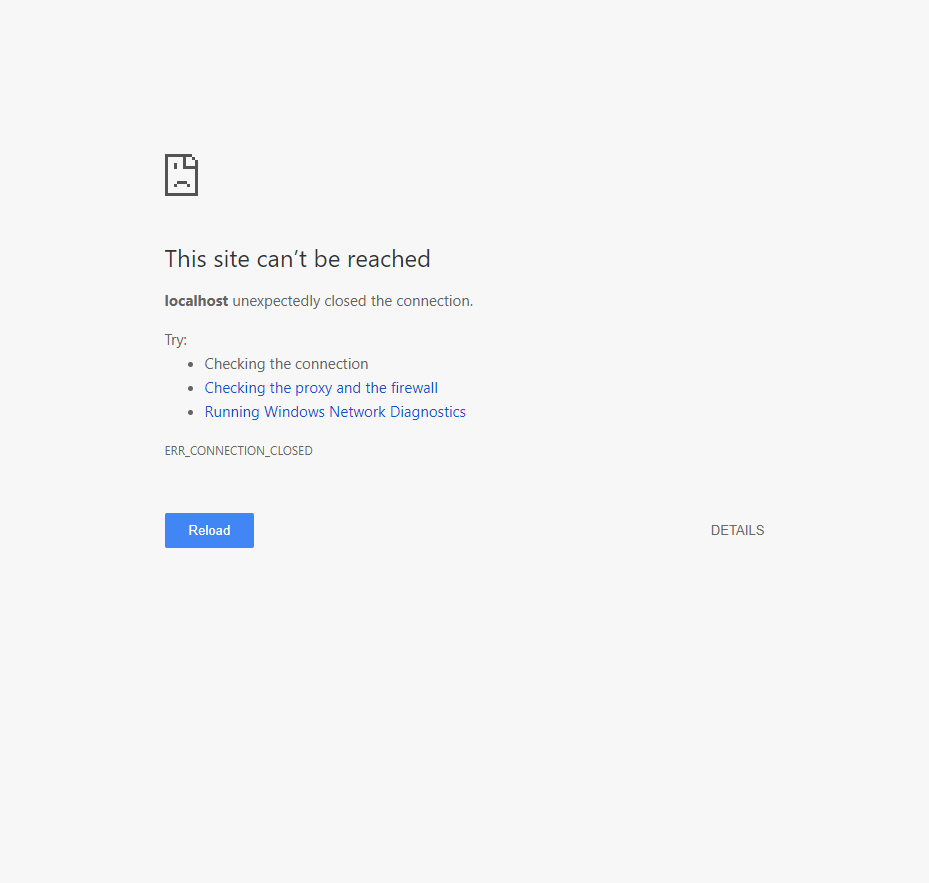 This site can’t be reached
localhost unexpectedly closed the connection.
Try:
Checking the connection
Checking the proxy and the firewall
Running Windows Network Diagnostics
ERR_CONNECTION_CLOSED
Reload
DETAILS